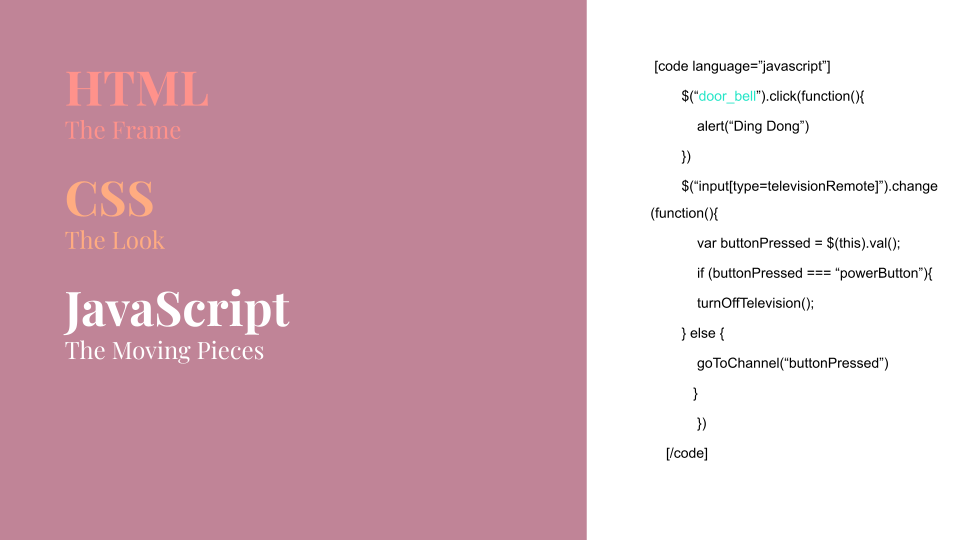 HTML
The Frame
CSS
The Look
JavaScript
The Moving Pieces
[code language=”javascript”]
$(“door_bell”).click(function(){
alert(“Ding Dong”)
})
$(“input[type=televisionRemote]”).change
(function(){
var buttonPressed = $(this).val();
if (buttonPressed === “powerButton”){
turnOffTelevision();
} else {
goToChannel(“buttonPressed”)
}
})
[/code]